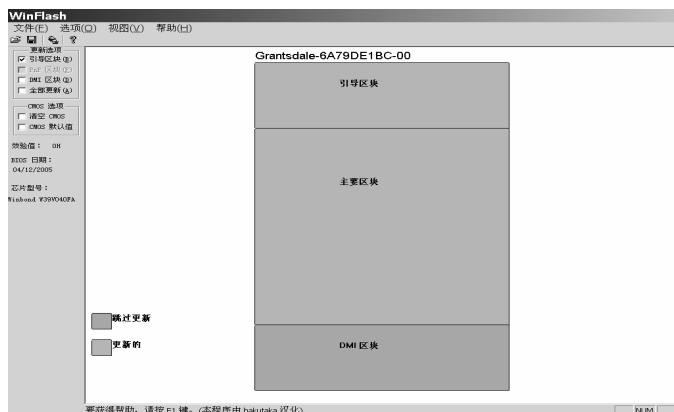 WinFlash
文件(F) 选项(O) 视图(V) 帮助(H)
更新选项
引导区块(B)
PnP 区块(P)
DMI 区块(D)
全部更新(A)
CMOS 选项
清空 CMOS
CMOS 默认值
效验值： 0H
BIOS 日期：
04/12/2005
芯片型号：
Winbond W39V040FA
Grantsdale-6A79DE1BC-00
引导区块
主要区块
DMI 区块
跳过更新
更新的
要获得帮助，请按 F1 键。(本程序由 hakutaka 汉化)
NUM